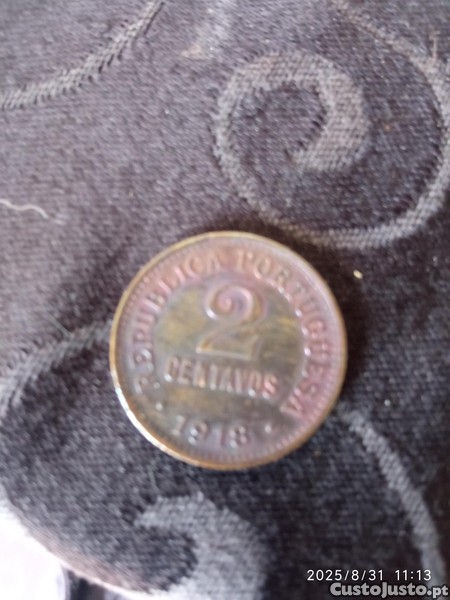 REPUBLICA PORTUGUESA
2
CENTAVOS
1918
2025/8/31 11:13
CustoJusto.pt